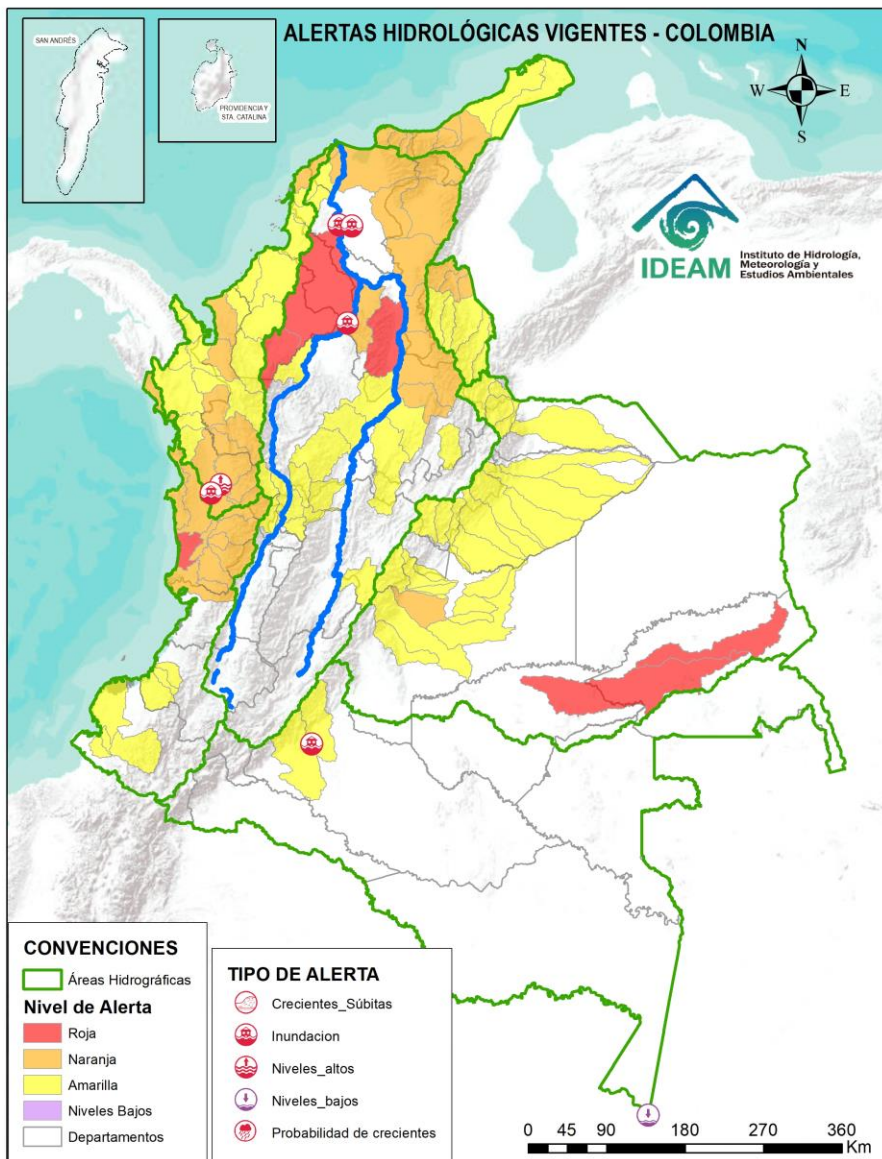 ALERTAS HIDROLÓGICAS VIGENTES - COLOMBIA
SAN ANDRÉS
PROVIDENCIA Y
STA. CATALINA
N
W
E
S
IDEAM
Instituto de Hidrología,
Meteorología y
Estudios Ambientales
CONVENCIONES
Áreas Hidrográficas
Nivel de Alerta
Roja
Naranja
Amarilla
Niveles Bajos
Departamentos
TIPO DE ALERTA
Crecientes_Súbitas
Inundacion
Niveles_altos
Niveles_bajos
Probabilidad de crecientes
0 45 90 180 270 360
Km